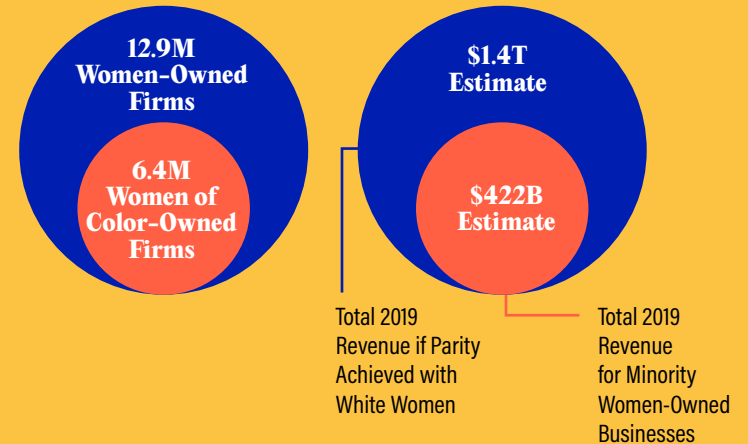 12.9M
Women-Owned
Firms
6.4M
Women of
Color-Owned
Firms
$1.4T
Estimate
$422B
Estimate
Total 2019
Revenue if Parity
Achieved with
White Women
Total 2019
Revenue
for Minority
Women-Owned
Businesses